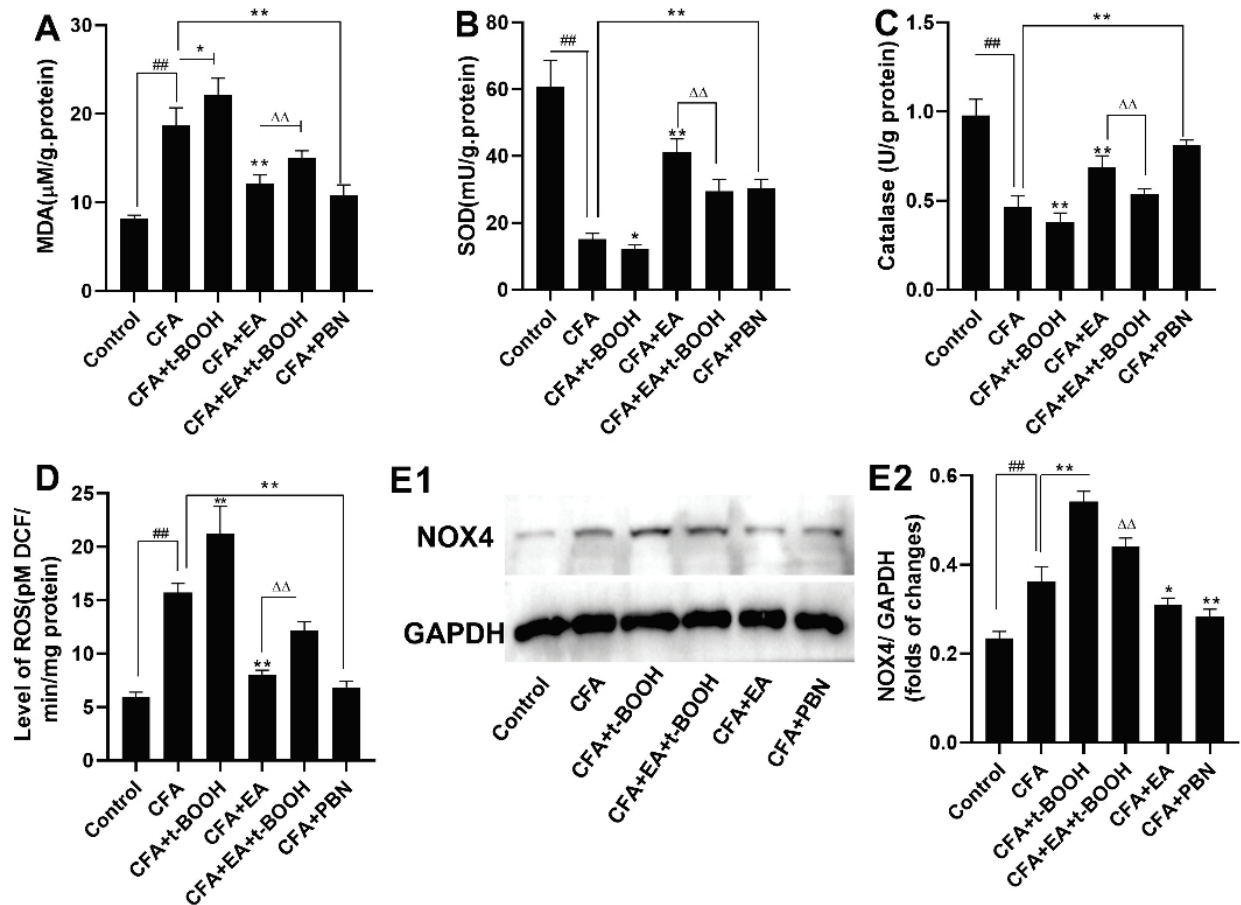 A
MDA(μM/g.protein)
30
20
10
0
##
*
**
**
ΔΔ
Control
CFA
CFA+t-BOOH
CFA+EA
CFA+EA+t-BOOH
CFA+PBN
B
SOD(mU/g.protein)
80
60
40
20
0
##
*
**
**
ΔΔ
Control
CFA
CFA+t-BOOH
CFA+EA
CFA+EA+t-BOOH
CFA+PBN
C
Catalase (U/g protein)
1.5
1.0
0.5
0.0
##
**
**
**
ΔΔ
Control
CFA
CFA+t-BOOH
CFA+EA
CFA+EA+t-BOOH
CFA+PBN
D
Level of ROS(pM DCF/
min/mg protein)
25
20
15
10
5
0
##
**
**
**
ΔΔ
Control
CFA
CFA+t-BOOH
CFA+EA
CFA+EA+t-BOOH
CFA+PBN
E1
NOX4
GAPDH
Control
CFA
CFA+t-BOOH
CFA+EA+t-BOOH
CFA+EA
CFA+PBN
E2
NOX4/ GAPDH
(folds of changes)
0.6
0.4
0.2
0.0
##
**
ΔΔ
*
**
Control
CFA
CFA+t-BOOH
CFA+EA+t-BOOH
CFA+EA
CFA+PBN